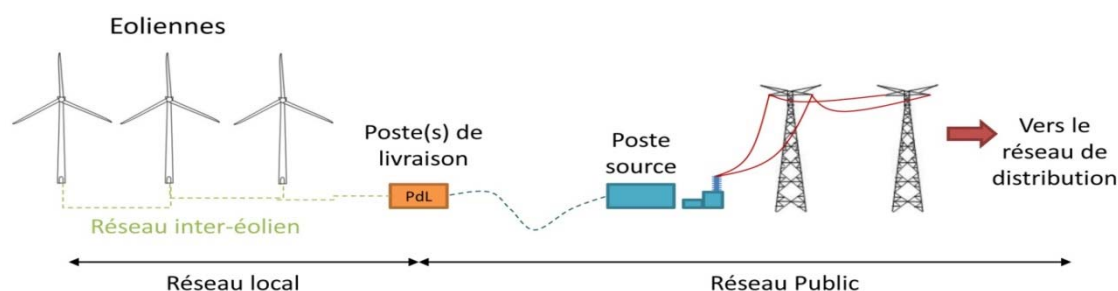 Eoliennes
Poste(s) de
livraison
PdL
Réseau inter-éolien
Poste
source
Vers le
réseau de
distribution
Réseau local
Réseau Public